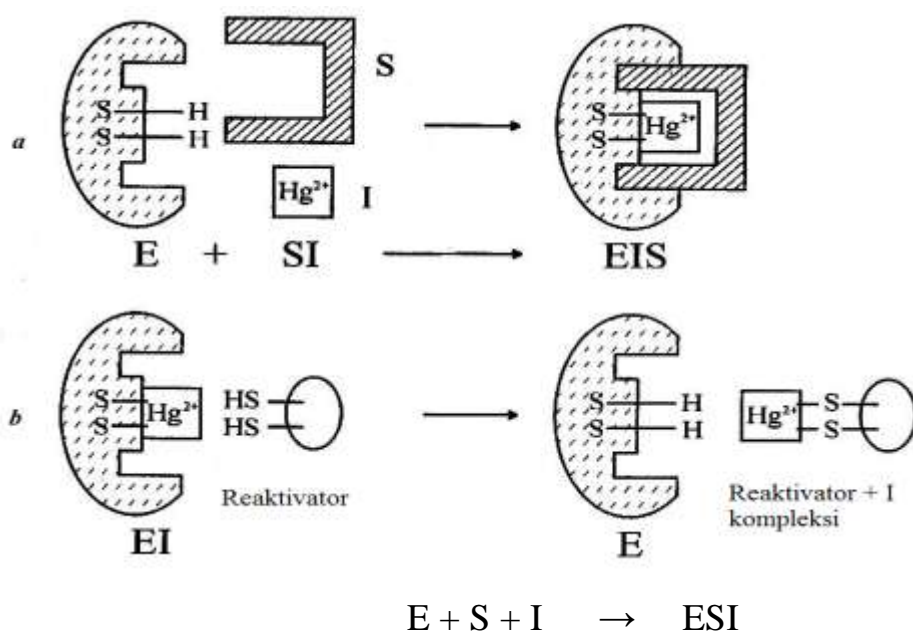 S
S H
S H
a
Hg²⁺ I
E + SI
S
S
Hg²⁺
EIS
b
S
S
Hg²⁺
HS
HS
Reaktivator
EI
S H
S H
E
Hg²⁺ S
S
Reaktivator + I
kompleksi
E + S + I → ESI